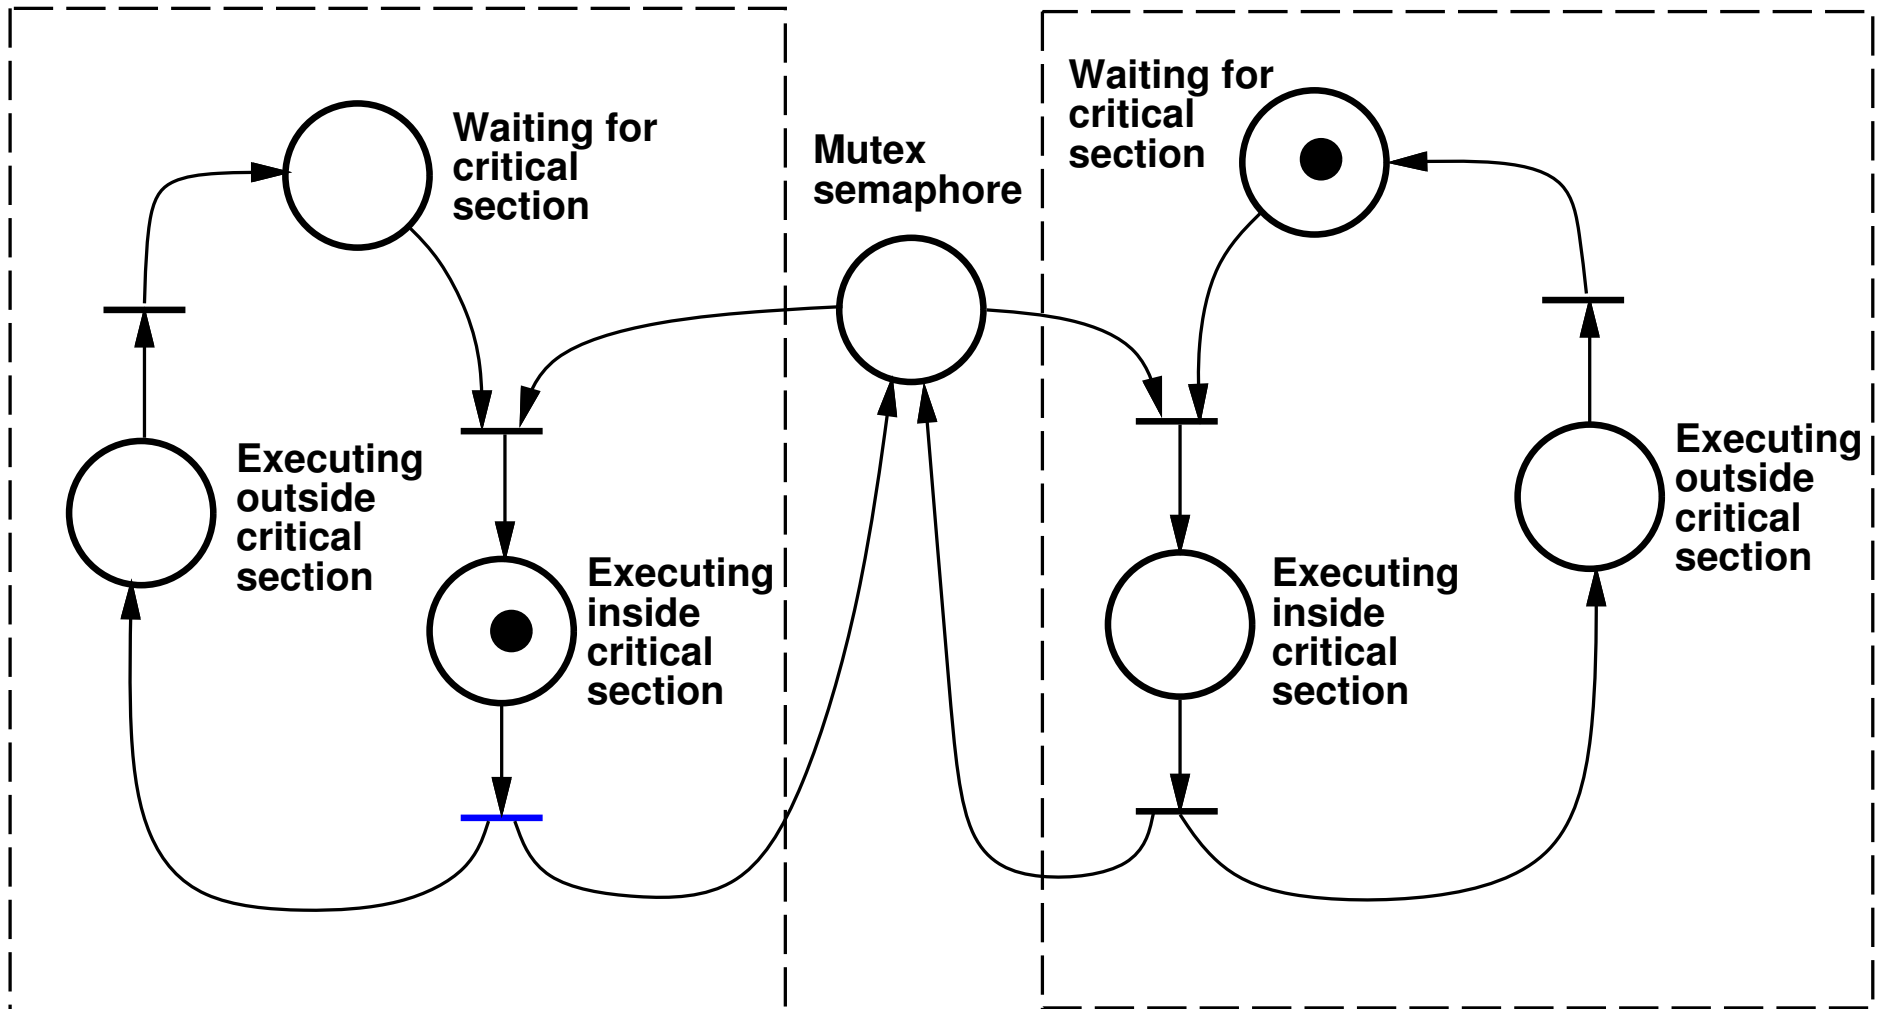 Waiting for
critical
section
Mutex
semaphore
Waiting for
critical
section
Executing
outside
critical
section
Executing
inside
critical
section
Executing
inside
critical
section
Executing
outside
critical
section